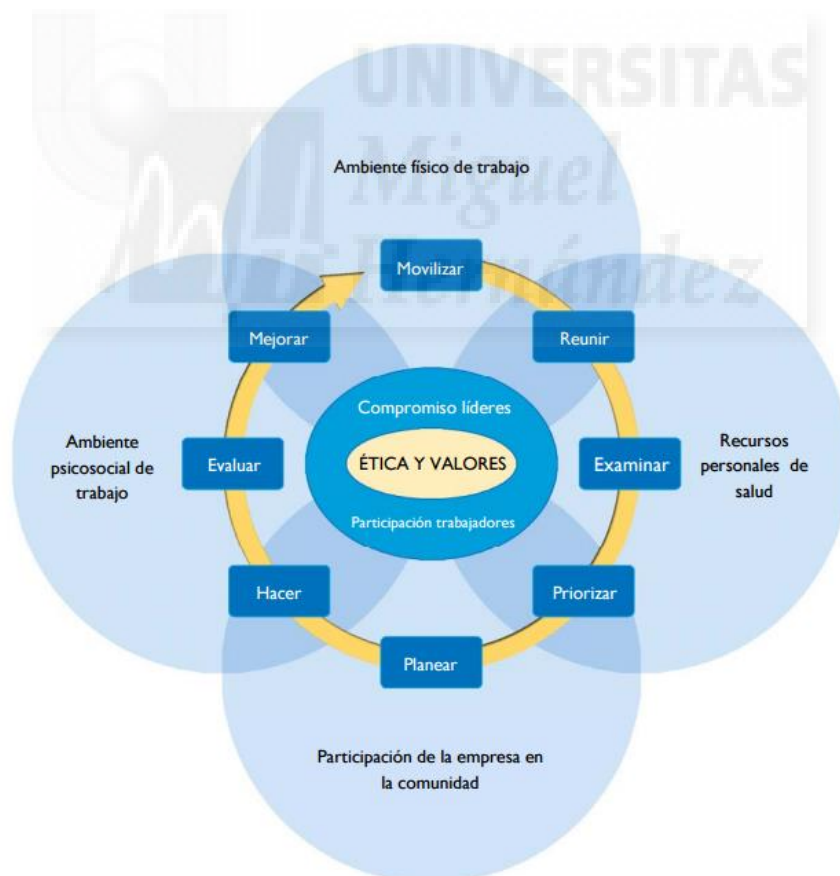 UNIVERSITAS
Miguel
Hernández
Ambiente físico de trabajo
Movilizar
Mejorar
Reunir
Compromiso líderes
Ambiente
psicosocial de
trabajo
Evaluar
ÉTICA Y VALORES
Examinar
Recursos
personales de
salud
Participación trabajadores
Hacer
Priorizar
Planear
Participación de la empresa en
la comunidad